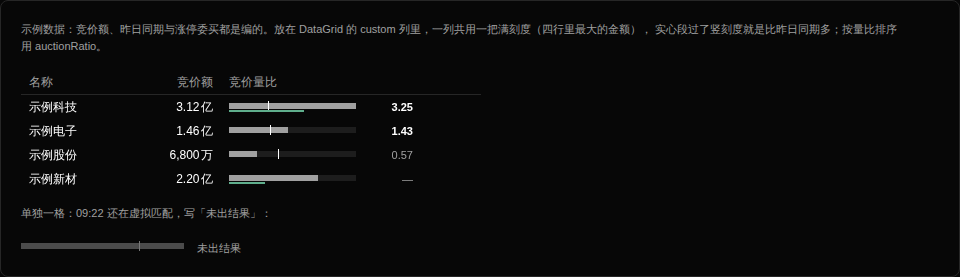 示例数据：竞价额、昨日同期与涨停委买都是编的。放在 DataGrid 的 custom 列里，一列共用一把满刻度（四行里最大的金额），实心段过了竖刻度就是比昨日同期多；按量比排序
用 auctionRatio。
名称 竞价额 竞价量比
示例科技 3.12亿 3.25
示例电子 1.46亿 1.43
示例股份 6,800万 0.57
示例新材 2.20亿 —
单独一格：09:22 还在虚拟匹配，写「未出结果」：
未出结果